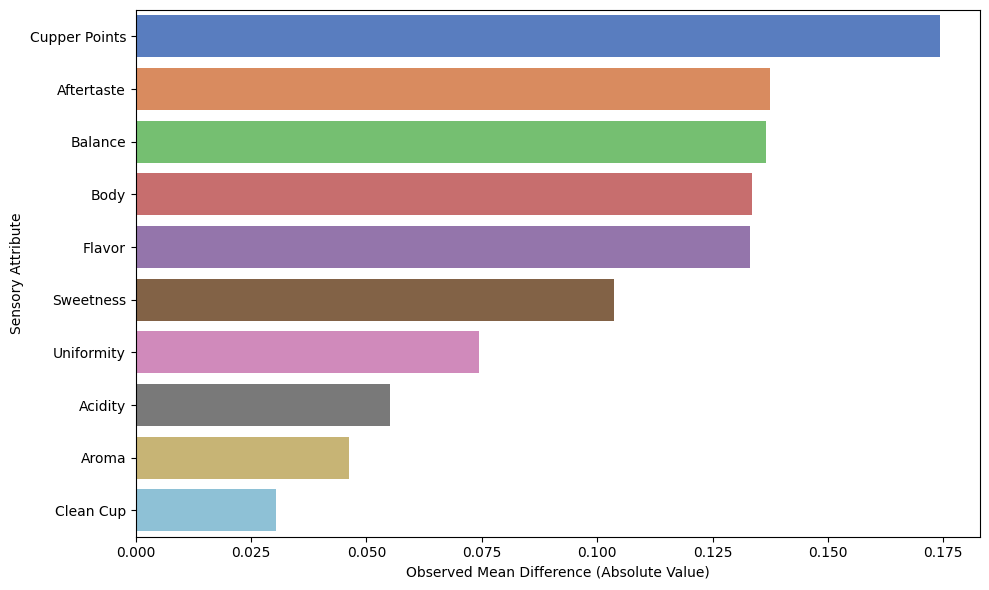 Cupper Points
Aftertaste
Balance
Body
Flavor
Sweetness
Uniformity
Acidity
Aroma
Clean Cup
Sensory Attribute
0.000 0.025 0.050 0.075 0.100 0.125 0.150 0.175
Observed Mean Difference (Absolute Value)